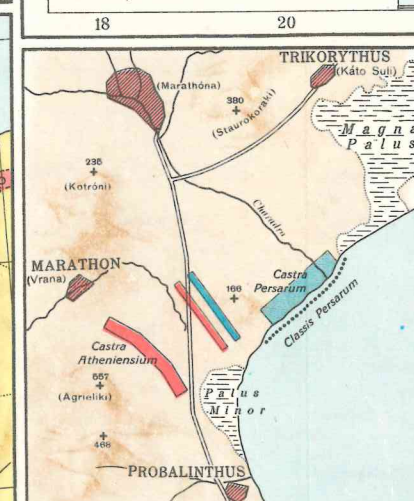 18
20
TRIKORYTHUS
(Káto Suli)
(Marathóna)
380
(Staurokoraki)
Magna
Palus
235
(Kotróni)
Charadra
MARATHON
(Vrana)
Castra
Persarum
166
Classis Persarum
Castra
Atheniensium
557
(Agrieliki)
Palus
Minor
468
PROBALINTHUS